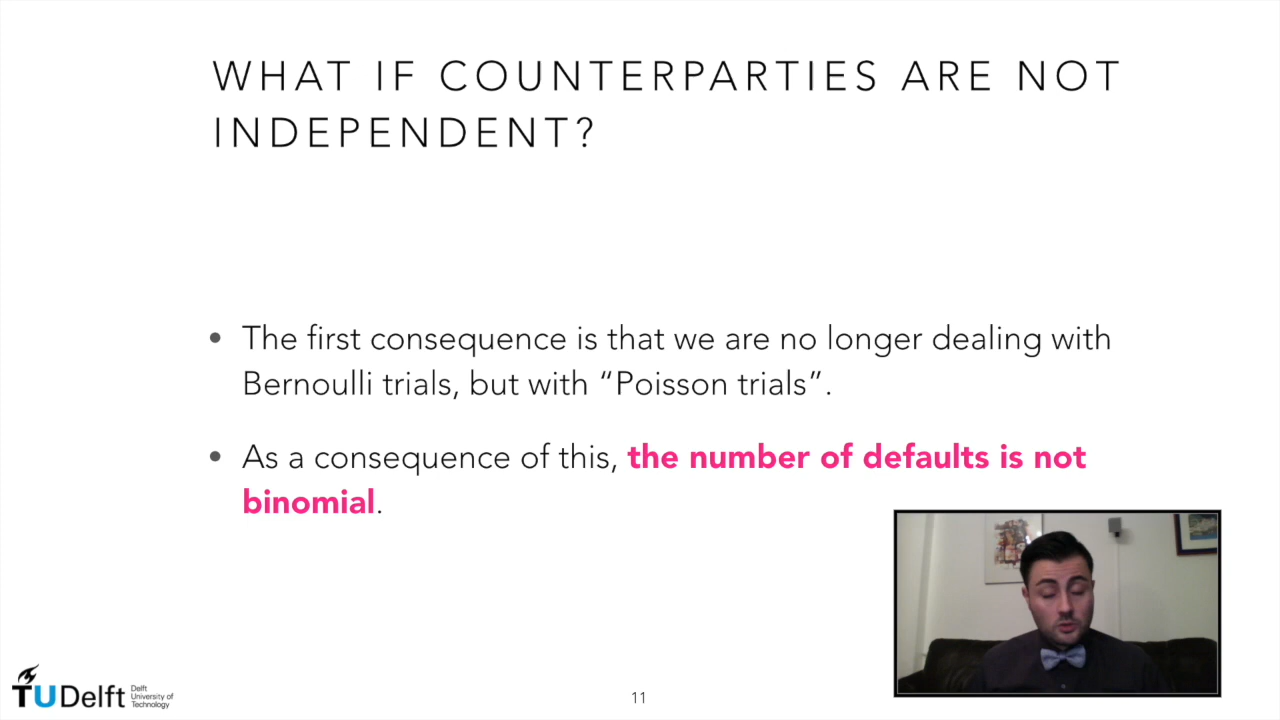 WHAT IF COUNTERPARTIES ARE NOT
INDEPENDENT?
• The first consequence is that we are no longer dealing with
Bernoulli trials, but with “Poisson trials”.
• As a consequence of this, the number of defaults is not
binomial.
TUDelft
Delft
University of
Technology
11